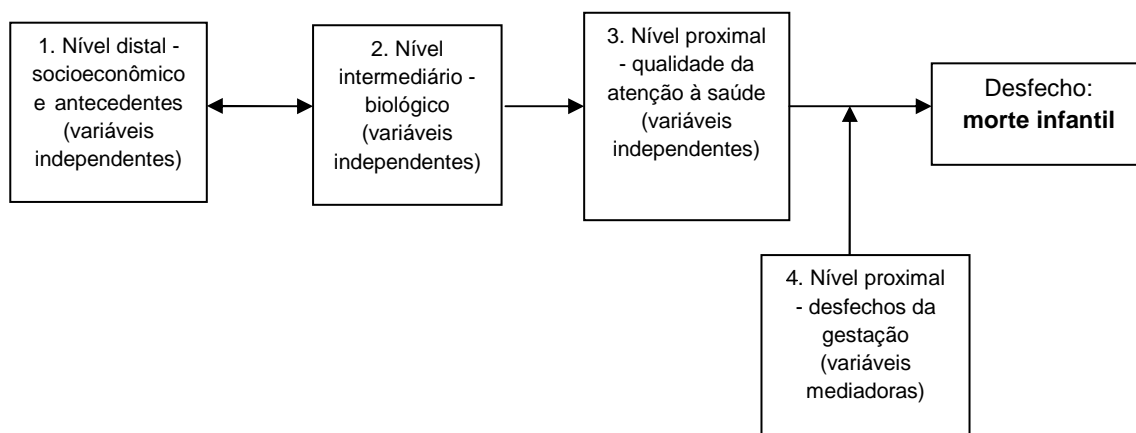 1. Nível distal -
socioeconômico
e antecedentes
(variáveis
independentes)
2. Nível
intermediário -
biológico
(variáveis
independentes)
3. Nível proximal
- qualidade da
atenção à saúde
(variáveis
independentes)
Desfecho:
morte infantil
4. Nível proximal
- desfechos da
gestação
(variáveis
mediadoras)